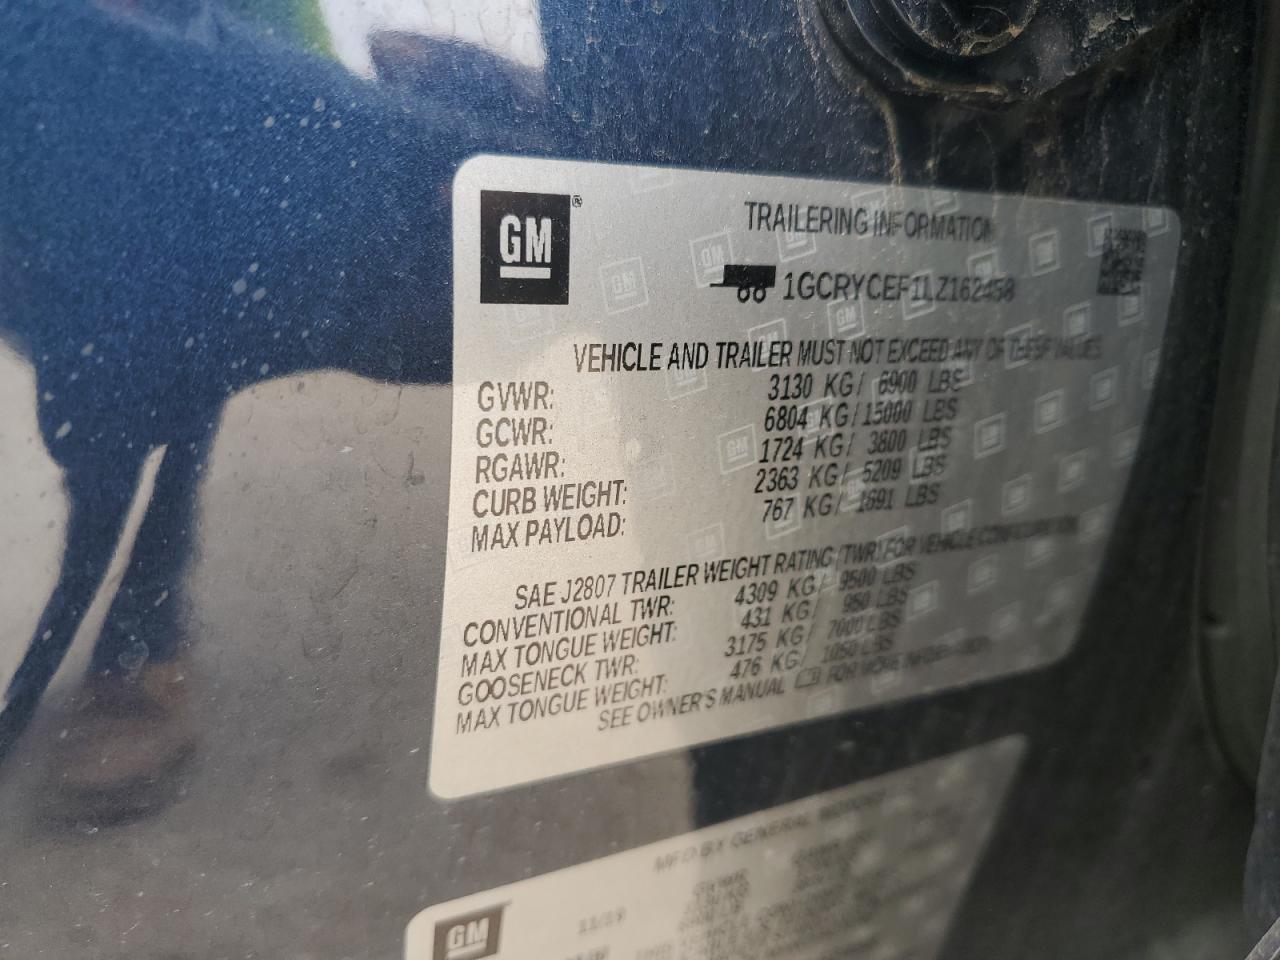 GM ®
TRAILERING INFORMATION
1GCRYCEF1LZ162458
VEHICLE AND TRAILER MUST NOT EXCEED ANY OF THESE VALUES
GVWR: 3130 KG/ 6900 LBS
GCWR: 6804 KG/15000 LBS
RGAWR: 1724 KG/ 3800 LBS
CURB WEIGHT: 2363 KG/ 5209 LBS
MAX PAYLOAD: 767 KG/ 1691 LBS
SAE J2807 TRAILER WEIGHT RATING (TWR) FOR VEHICLE CONFIGURATION
CONVENTIONAL TWR: 4309 KG/ 9500 LBS
MAX TONGUE WEIGHT: 431 KG/ 950 LBS
GOOSENECK TWR: 3175 KG/ 7000 LBS
MAX TONGUE WEIGHT: 476 KG/ 1050 LBS
SEE OWNER'S MANUAL FOR MORE INFORMATION
MFD BY GENERAL MOTORS
GM
11/19